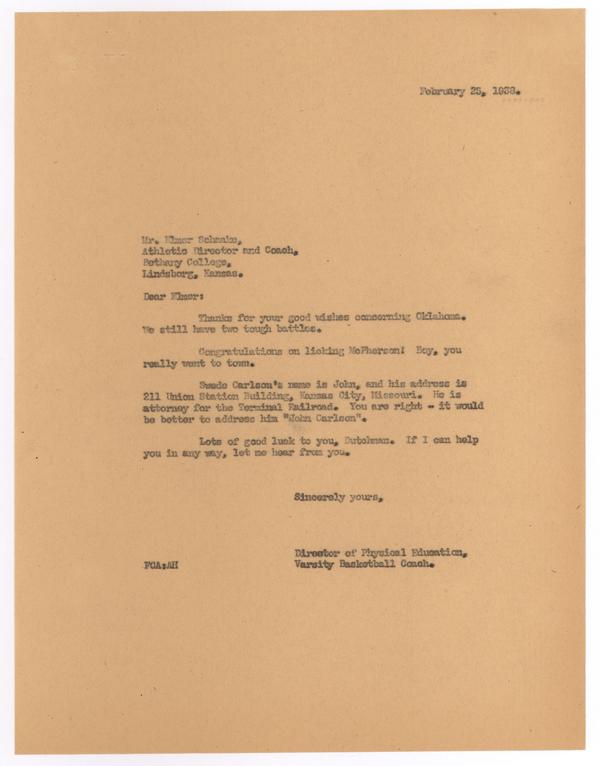 February 25, 1938.
Mr. Elmer Schaake,
Athletic Director and Coach,
Bethany College,
Lindsborg, Kansas.
Dear Elmer:
Thanks for your good wishes concerning Oklahoma.
We still have two tough battles.
Congratulations on licking McPherson! Boy, you
really went to town.
Swede Carlson's name is John, and his address is
211 Union Station Building, Kansas City, Missouri. He is
attorney for the Terminal Railroad. You are right - it would
be better to address him "John Carlson".
Lots of good luck to you, Dutchman. If I can help
you in any way, let me hear from you.
Sincerely yours,
Director of Physical Education,
FCA:AH Varsity Basketball Coach.